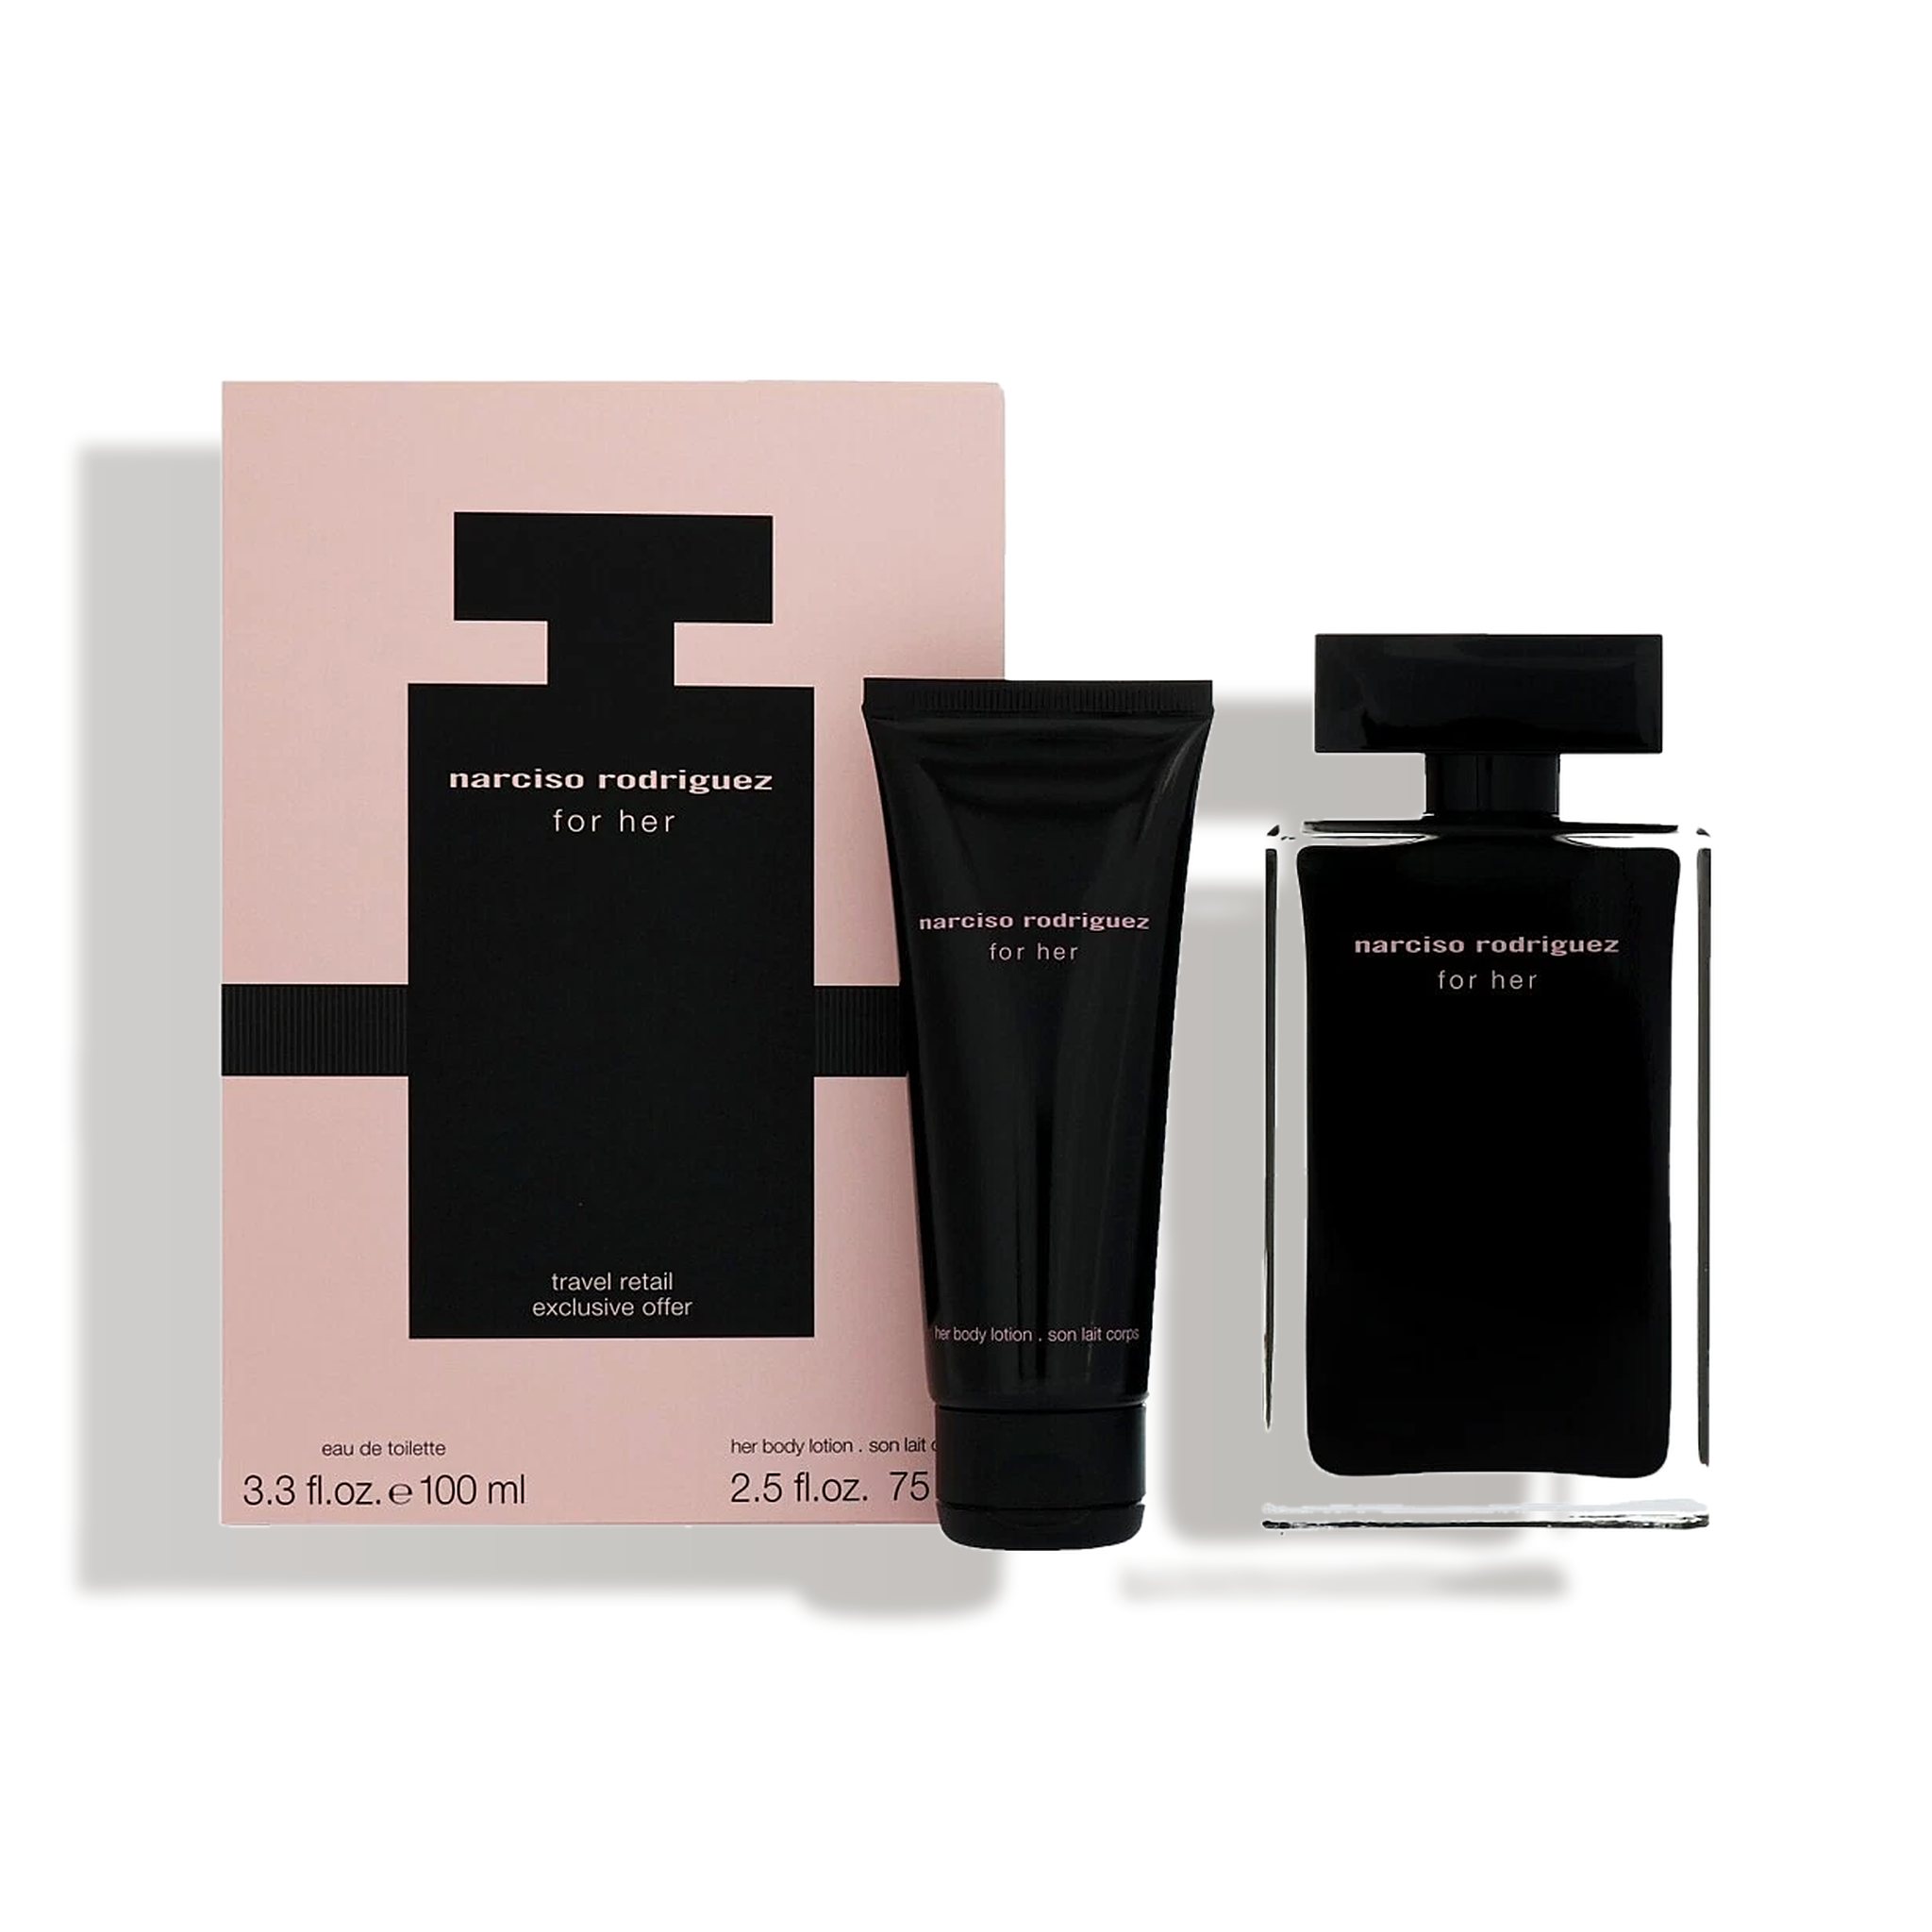 narciso rodriguez
for her
travel retail
exclusive offer
eau de toilette
3.3 fl.oz. ℮ 100 ml
her body lotion . son lait
2.5 fl.oz. 75
narciso rodriguez
for her
her body lotion . son lait corps
narciso rodriguez
for her